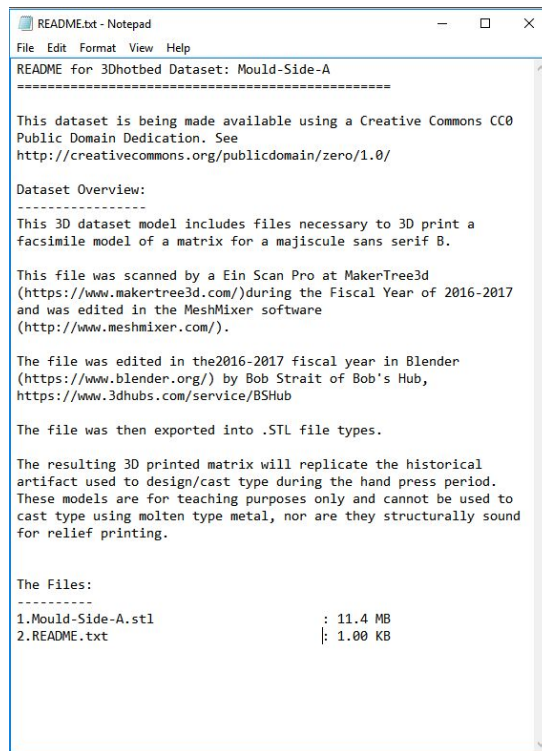 README.txt - Notepad
File Edit Format View Help
README for 3Dhotbed Dataset: Mould-Side-A
=================================================
This dataset is being made available using a Creative Commons CC0
Public Domain Dedication. See
http://creativecommons.org/publicdomain/zero/1.0/
Dataset Overview:
-----------------
This 3D dataset model includes files necessary to 3D print a
facsimile model of a matrix for a majiscule sans serif B.
This file was scanned by a Ein Scan Pro at MakerTree3d
(https://www.makertree3d.com/)during the Fiscal Year of 2016-2017
and was edited in the MeshMixer software
(http://www.meshmixer.com/).
The file was edited in the2016-2017 fiscal year in Blender
(https://www.blender.org/) by Bob Strait of Bob's Hub,
https://www.3dhubs.com/service/BSHub
The file was then exported into .STL file types.
The resulting 3D printed matrix will replicate the historical
artifact used to design/cast type during the hand press period.
These models are for teaching purposes only and cannot be used to
cast type using molten type metal, nor are they structurally sound
for relief printing.
The Files:
----------
1.Mould-Side-A.stl : 11.4 MB
2.README.txt : 1.00 KB